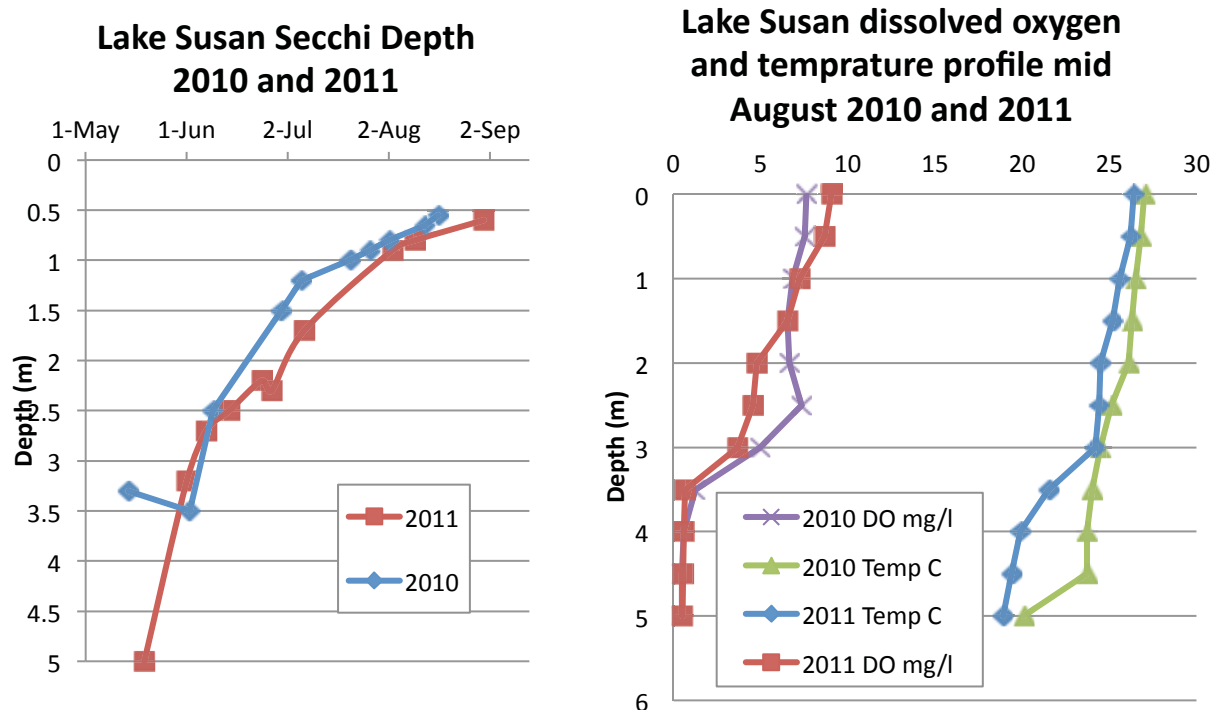 Lake Susan Secchi Depth
2010 and 2011
1-May 1-Jun 2-Jul 2-Aug 2-Sep
0
0.5
1
1.5
2
2.5
3
3.5
4
4.5
5
Depth (m)
2011
2010
Lake Susan dissolved oxygen
and temprature profile mid
August 2010 and 2011
0 5 10 15 20 25 30
0
1
2
3
4
5
6
Depth (m)
2010 DO mg/l
2010 Temp C
2011 Temp C
2011 DO mg/l